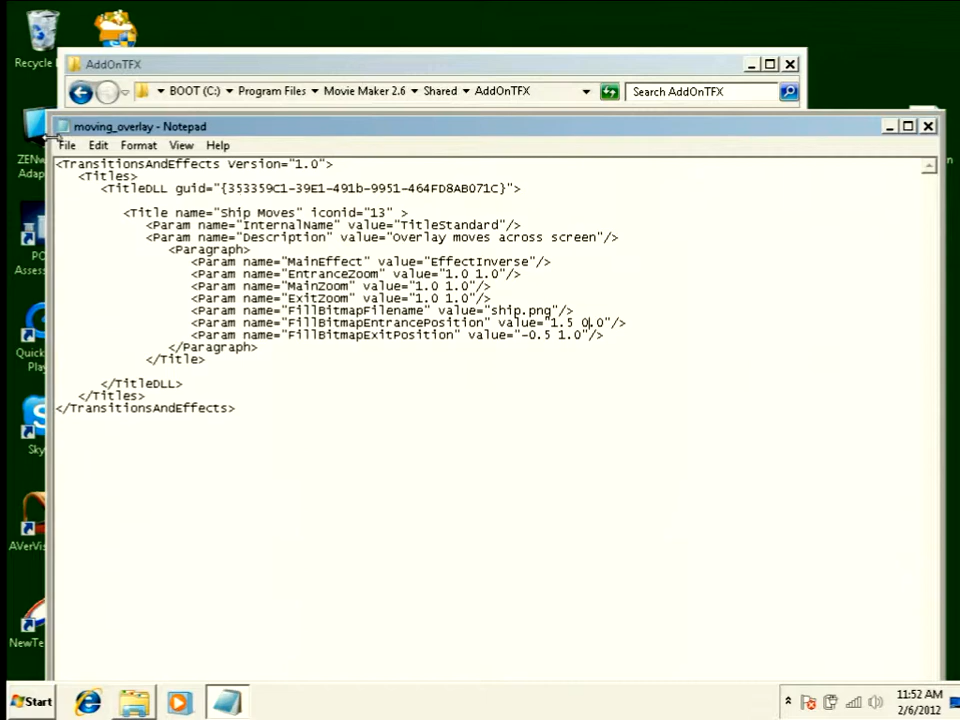 Recycle
AddOnTFX
BOOT (C:) Program Files Movie Maker 2.6 Shared AddOnTFX Search AddOnTFX
moving_overlay - Notepad
File Edit Format View Help
<TransitionsAndEffects Version="1.0">
<Titles>
<TitleDLL guid="{353359C1-39E1-491b-9951-464FD8AB071C}">
<Title name="Ship Moves" iconid="13" >
<Param name="InternalName" value="TitleStandard"/>
<Param name="Description" value="Overlay moves across screen"/>
<Paragraph>
<Param name="MainEffect" value="EffectInverse"/>
<Param name="EntranceZoom" value="1.0 1.0"/>
<Param name="MainZoom" value="1.0 1.0"/>
<Param name="ExitZoom" value="1.0 1.0"/>
<Param name="FillBitmapFilename" value="ship.png"/>
<Param name="FillBitmapEntrancePosition" value="1.5 0.0"/>
<Param name="FillBitmapExitPosition" value="-0.5 1.0"/>
</Paragraph>
</Title>
</TitleDLL>
</Titles>
</TransitionsAndEffects>
ZENw
Adap
PC
Assess
Quick
Play
Sky
AVerVis
NewTe
Start
11:52 AM
2/6/2012